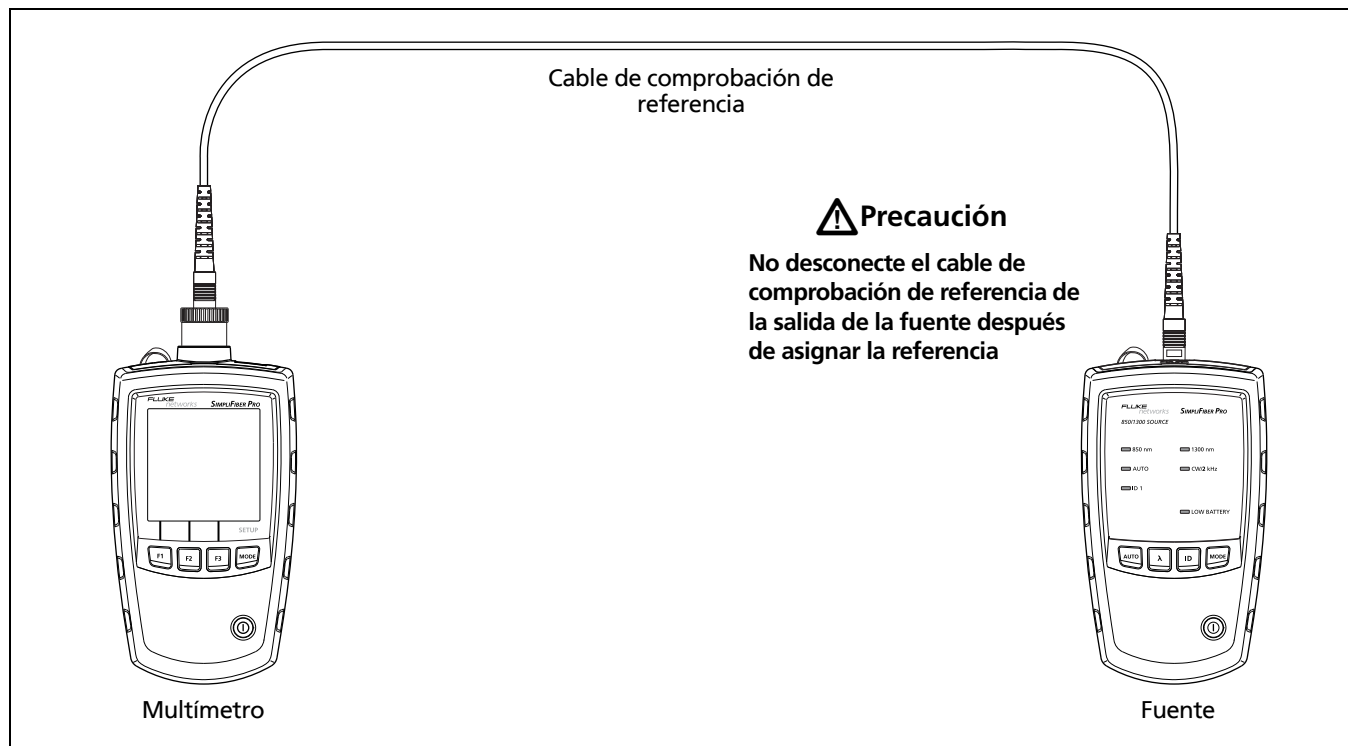 Cable de comprobación de
referencia
Precaución
No desconecte el cable de
comprobación de referencia de
la salida de la fuente después
de asignar la referencia
FLUKE
networks
SIMPLIFIBER PRO
SETUP
F1
F2
F3
MODE
Multímetro
FLUKE
networks
SIMPLIFIBER PRO
850/1300 SOURCE
850 nm
1300 nm
AUTO
CW/2 kHz
ID 1
LOW BATTERY
AUTO
λ
ID
MODE
Fuente